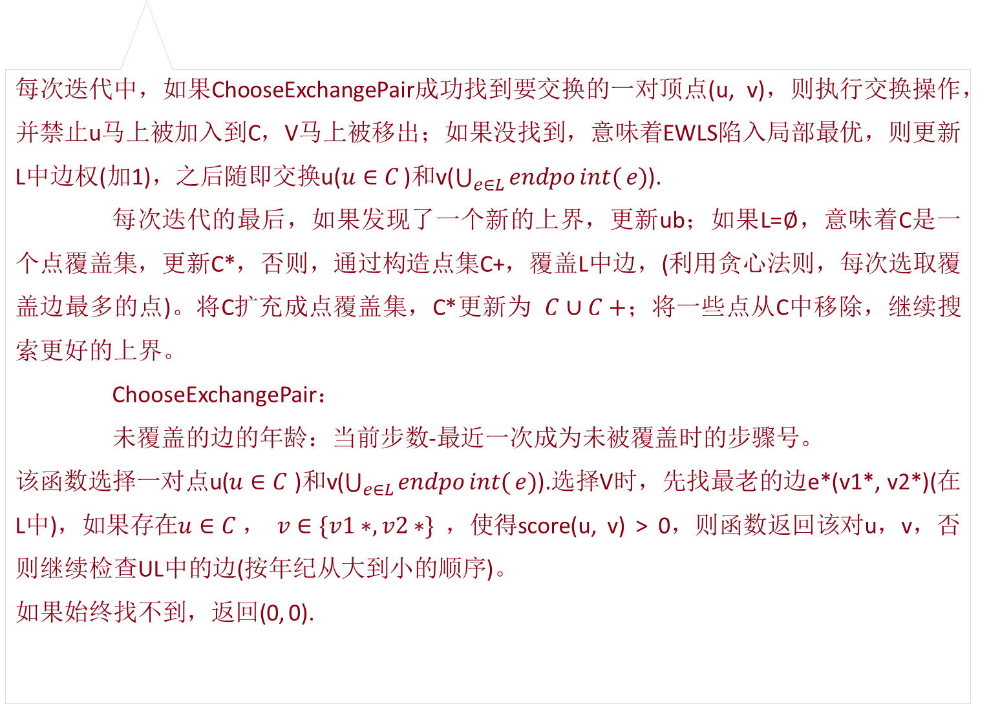 每次迭代中，如果ChooseExchangePair成功找到要交换的一对顶点(u, v)，则执行交换操作，
并禁止u马上被加入到C，V马上被移出；如果没找到，意味着EWLS陷入局部最优，则更新
L中边权(加1)，之后随即交换u(u ∈ C )和v(⋃e∈L endpo int( e)).
每次迭代的最后，如果发现了一个新的上界，更新ub；如果L=∅，意味着C是一
个点覆盖集，更新C*，否则，通过构造点集C+，覆盖L中边，(利用贪心法则，每次选取覆
盖边最多的点)。将C扩充成点覆盖集，C*更新为 C ∪ C +；将一些点从C中移除，继续搜
索更好的上界。
ChooseExchangePair：
未覆盖的边的年龄：当前步数-最近一次成为未被覆盖时的步骤号。
该函数选择一对点u(u ∈ C )和v(⋃e∈L endpo int( e)).选择V时，先找最老的边e*(v1*, v2*)(在
L中)，如果存在u ∈ C ， v ∈ {v1 ∗, v2 ∗} ，使得score(u, v) > 0，则函数返回该对u，v，否
则继续检查UL中的边(按年纪从大到小的顺序)。
如果始终找不到，返回(0, 0).